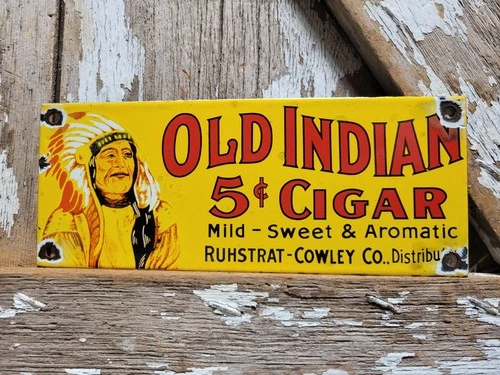 OLD INDIAN
5¢ CIGAR
Mild - Sweet & Aromatic
RUHSTRAT-COWLEY CO.,